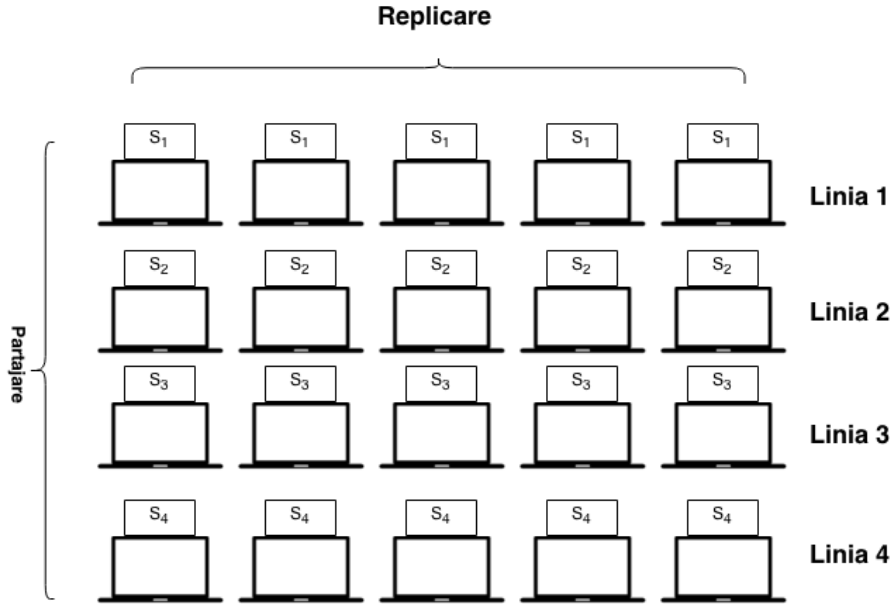 Replicare
S₁ S₁ S₁ S₁ S₁
Linia 1
S₂ S₂ S₂ S₂ S₂
Linia 2
Partajare
S₃ S₃ S₃ S₃ S₃
Linia 3
S₄ S₄ S₄ S₄ S₄
Linia 4